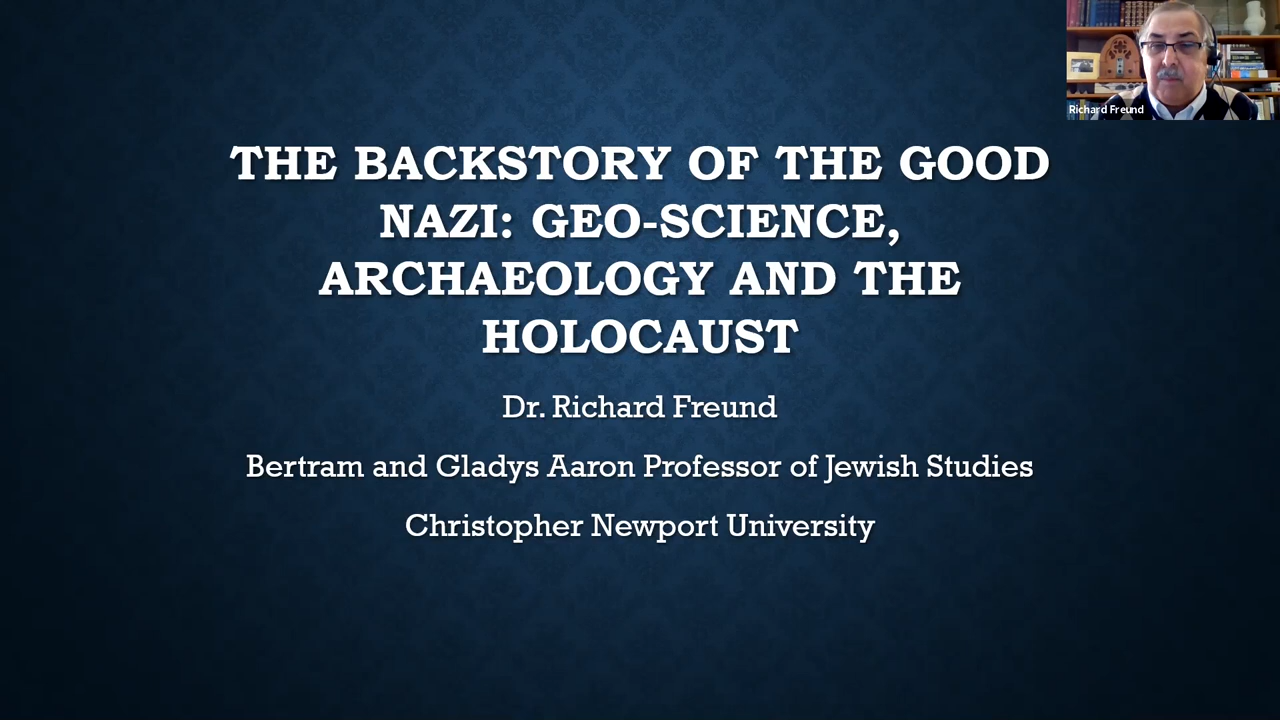 Richard Freund
THE BACKSTORY OF THE GOOD
NAZI: GEO-SCIENCE,
ARCHAEOLOGY AND THE
HOLOCAUST
Dr. Richard Freund
Bertram and Gladys Aaron Professor of Jewish Studies
Christopher Newport University